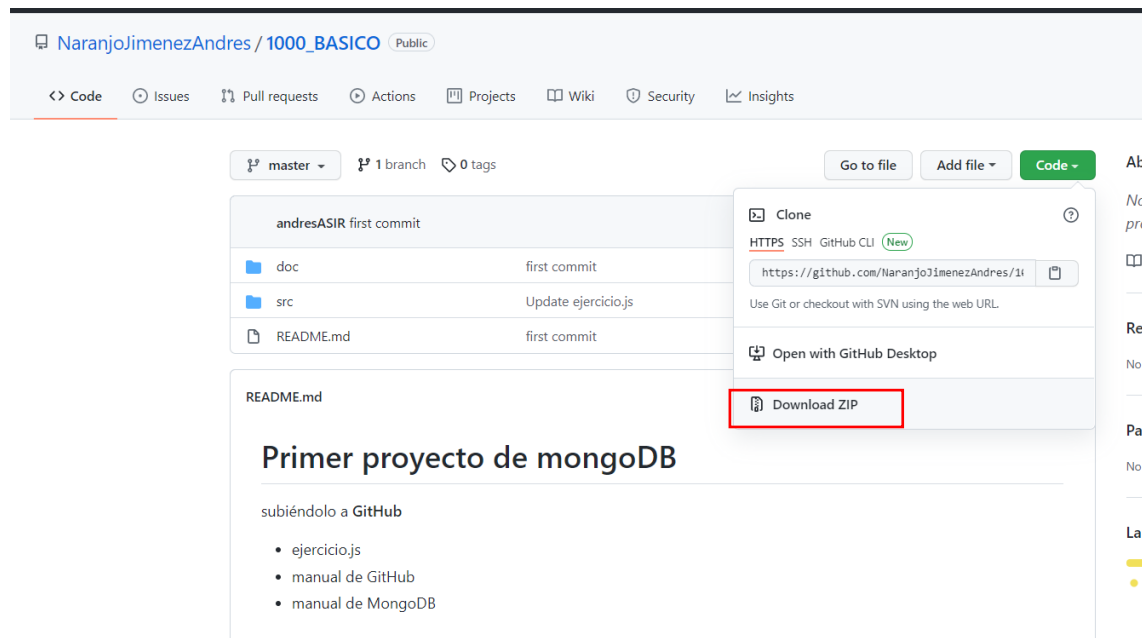 NaranjoJimenezAndres / 1000_BASICO Public
Code Issues Pull requests Actions Projects Wiki Security Insights
master 1 branch 0 tags Go to file Add file Code
andresASIR first commit
doc first commit
src Update ejercicio.js
README.md first commit
Clone
HTTPS SSH GitHub CLI New
https://github.com/NaranjoJimenezAndres/1
Use Git or checkout with SVN using the web URL.
Open with GitHub Desktop
Download ZIP
README.md
Primer proyecto de mongoDB
subiéndolo a GitHub
ejercicio.js
manual de GitHub
manual de MongoDB